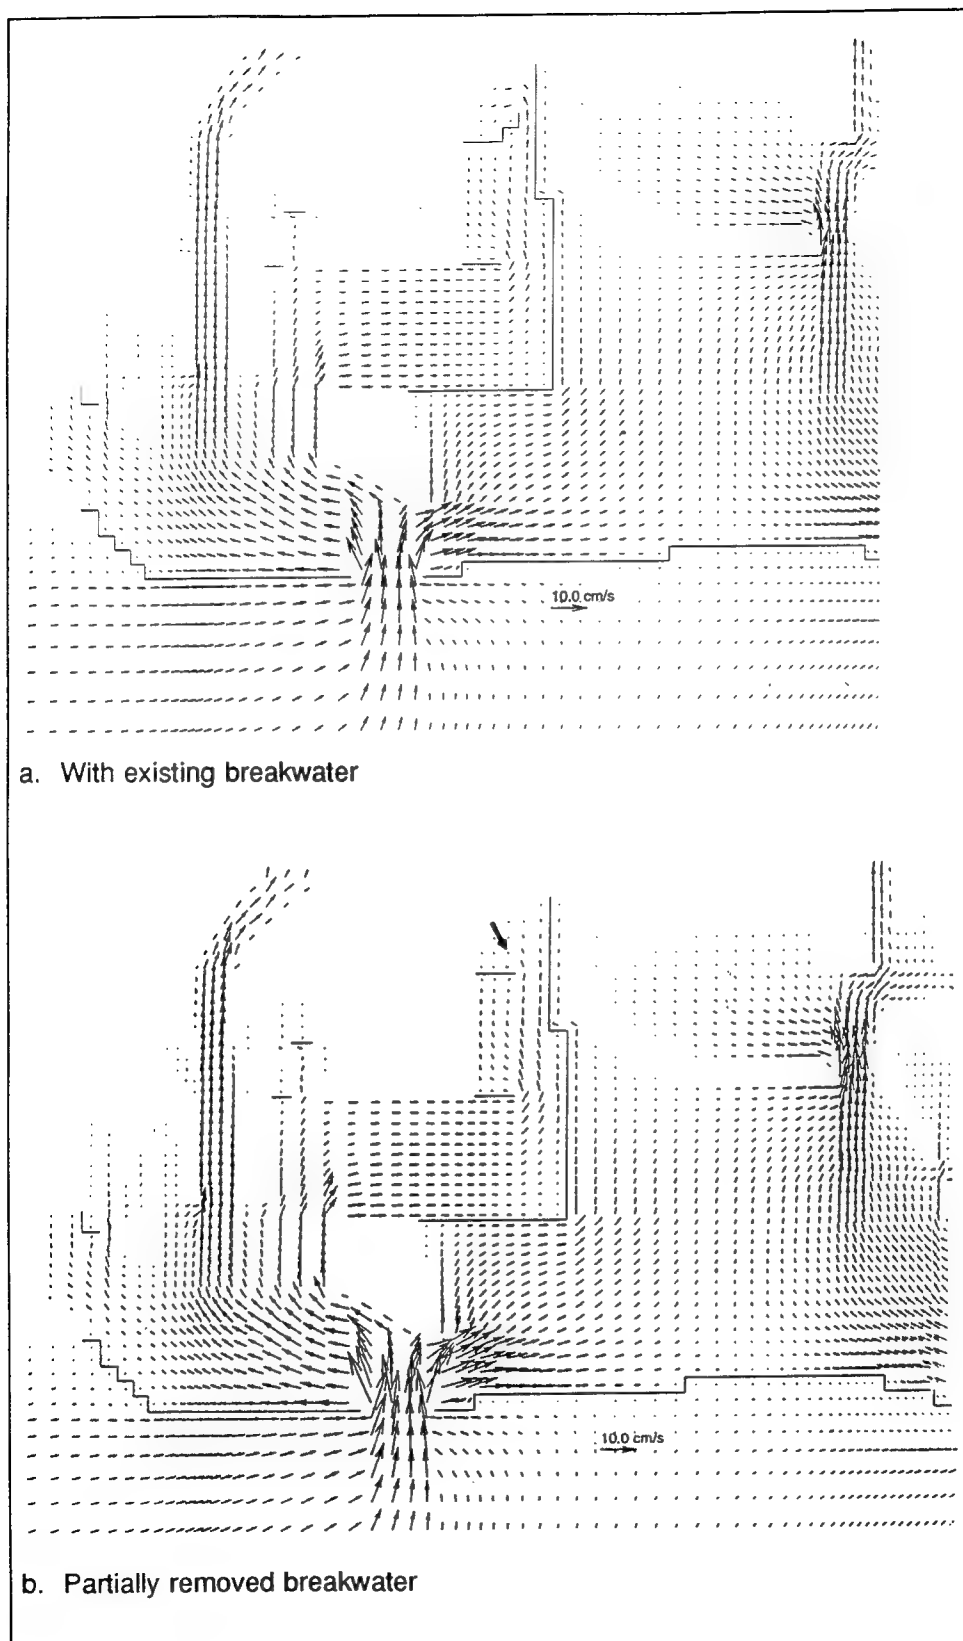 10.0 cm/s
a. With existing breakwater
10.0 cm/s
b. Partially removed breakwater